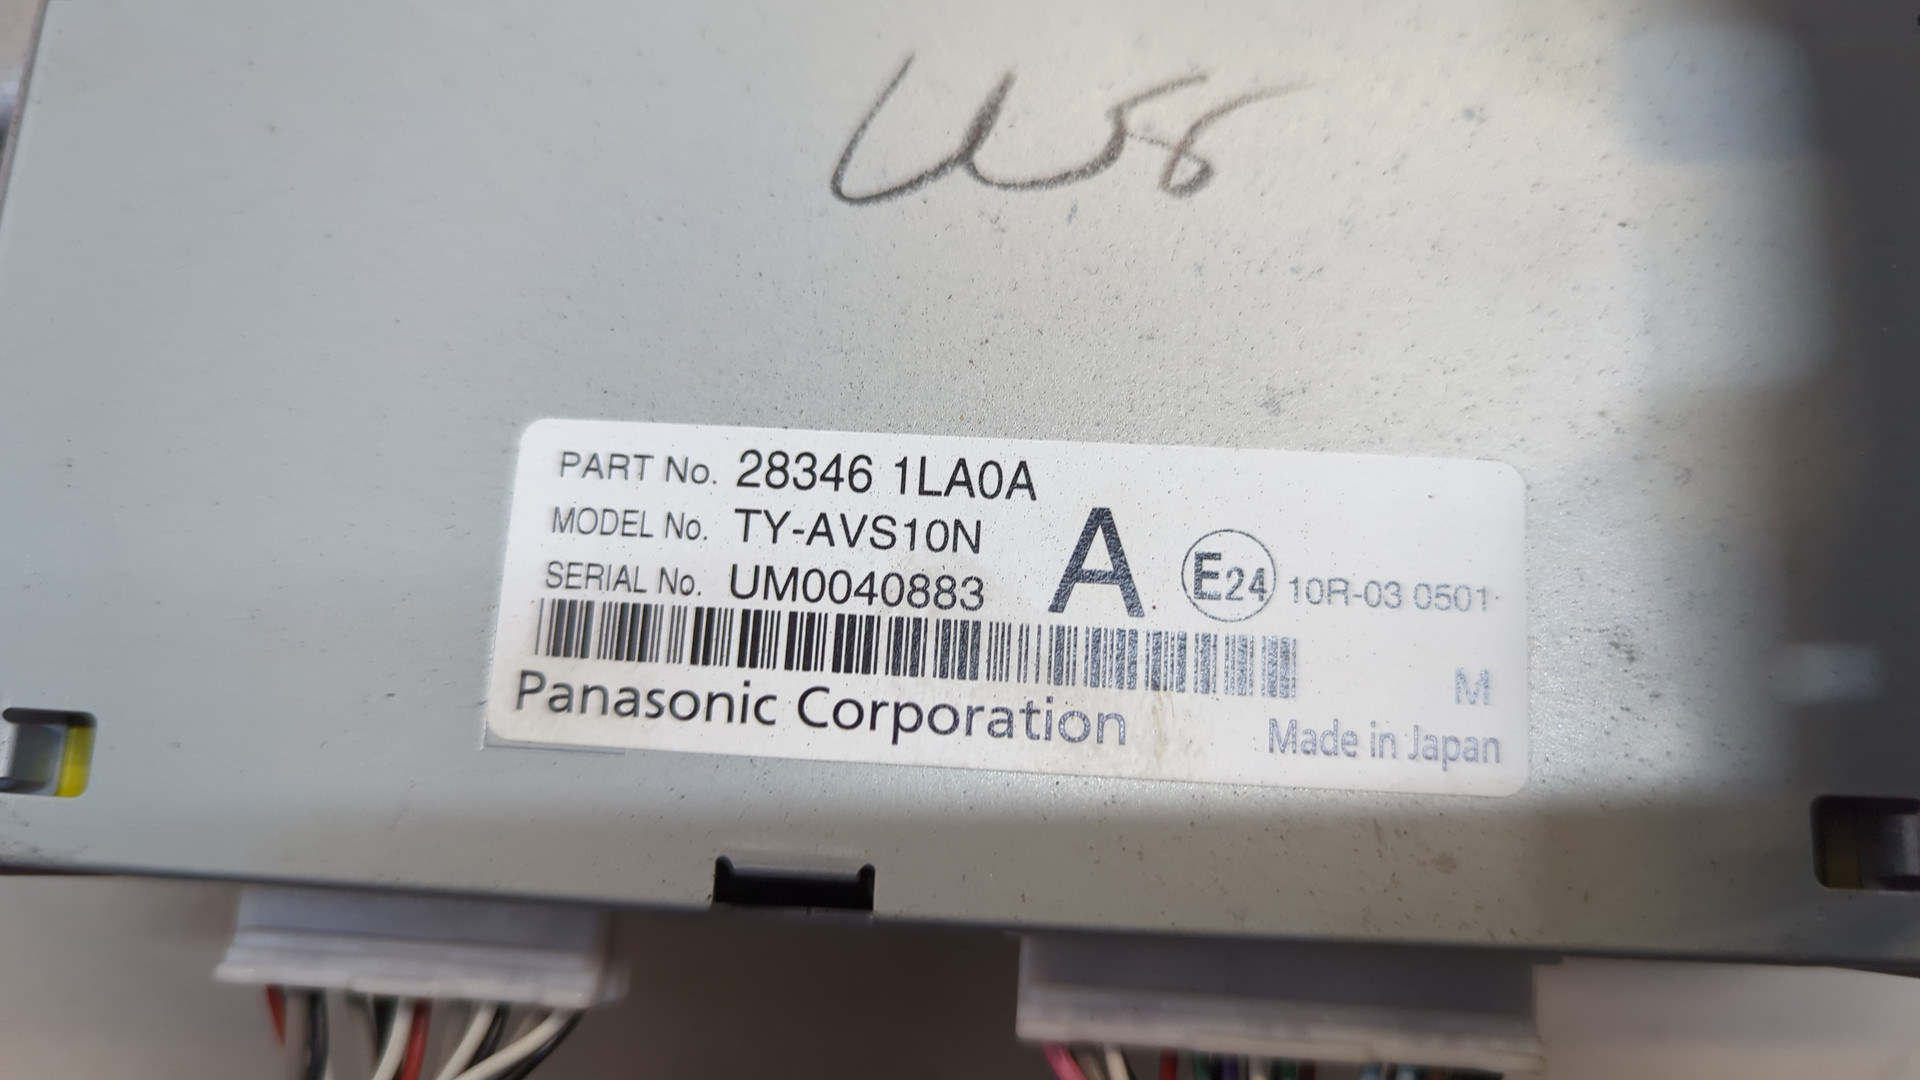 PART No. 28346 1LA0A
MODEL No. TY-AVS10N
SERIAL No. UM0040883
A E24 10R-03 0501
M
Panasonic Corporation
Made in Japan